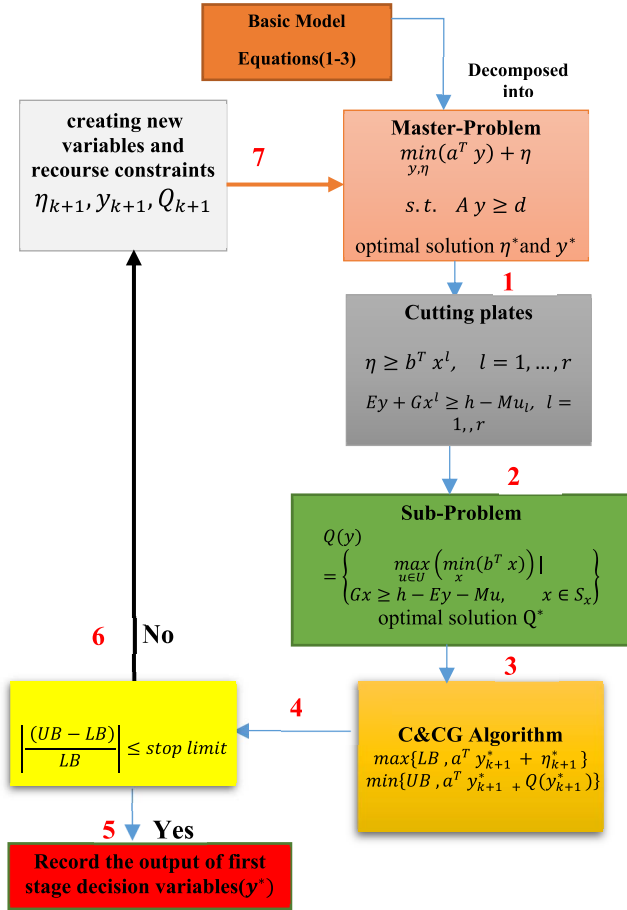 Basic Model
Equations(1-3)
Decomposed
into
creating new
variables and
recourse constraints
η_{k+1}, y_{k+1}, Q_{k+1}
7
Master-Problem
min(a^T y) + η
y,η
s.t. A y ≥ d
optimal solution η* and y*
1
Cutting plates
η ≥ b^T x^l, l = 1, ..., r
Ey + Gx^l ≥ h − Mu_l, l =
1,,r
2
Sub-Problem
Q(y)
= { max (min(b^T x)) |
u∈U x
Gx ≥ h − Ey − Mu, x ∈ S_x }
optimal solution Q*
3
C&CG Algorithm
max{LB , a^T y*_{k+1} + η*_{k+1}}
min{UB , a^T y*_{k+1} + Q(y*_{k+1})}
4
|(UB − LB) / LB| ≤ stop limit
6 No
5 Yes
Record the output of first
stage decision variables(y*)